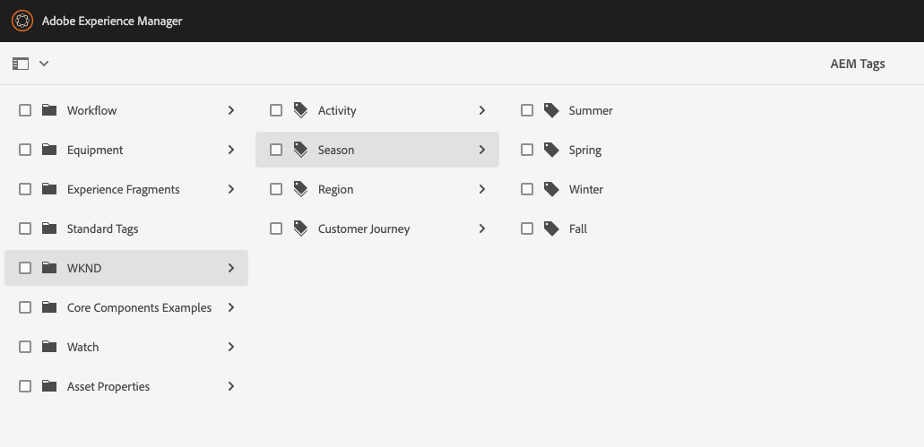 Adobe Experience Manager
AEM Tags
Workflow
Equipment
Experience Fragments
Standard Tags
WKND
Core Components Examples
Watch
Asset Properties
Activity
Season
Region
Customer Journey
Summer
Spring
Winter
Fall